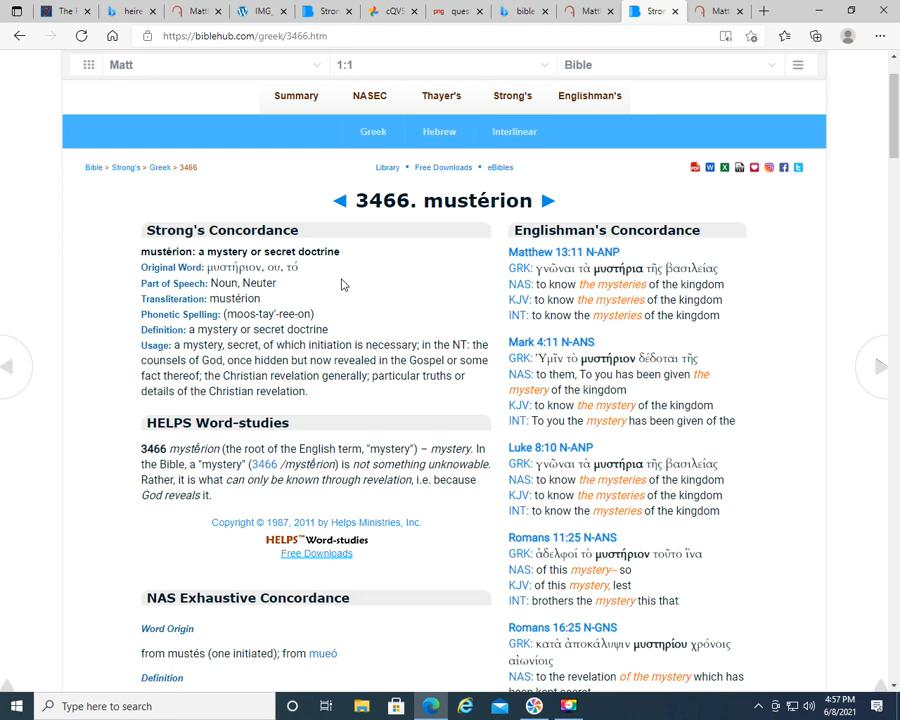 The F
heire
Matt
IMG_
Stron
cQVS
ques
bible
Matt
Stro
Matt
https://biblehub.com/greek/3466.htm
Matt
1:1
Bible
Summary
NASEC
Thayer's
Strong's
Englishman's
Greek
Hebrew
Interlinear
Bible > Strong's > Greek > 3466
Library • Free Downloads • eBibles
◄ 3466. mustérion ►
Strong's Concordance
mustérion: a mystery or secret doctrine
Original Word: μυστήριον, ου, τό
Part of Speech: Noun, Neuter
Transliteration: mustérion
Phonetic Spelling: (moos-tay'-ree-on)
Definition: a mystery or secret doctrine
Usage: a mystery, secret, of which initiation is necessary; in the NT: the
counsels of God, once hidden but now revealed in the Gospel or some
fact thereof; the Christian revelation generally; particular truths or
details of the Christian revelation.
HELPS Word-studies
3466 mystḗrion (the root of the English term, "mystery") – mystery. In
the Bible, a "mystery" (3466 /mystḗrion) is not something unknowable.
Rather, it is what can only be known through revelation, i.e. because
God reveals it.
Copyright © 1987, 2011 by Helps Ministries, Inc.
HELPS™ Word-studies
Free Downloads
NAS Exhaustive Concordance
Word Origin
from mustés (one initiated); from mueó
Definition
Englishman's Concordance
Matthew 13:11 N-ANP
GRK: γνῶναι τὰ μυστήρια τῆς βασιλείας
NAS: to know the mysteries of the kingdom
KJV: to know the mysteries of the kingdom
INT: to know the mysteries of the kingdom
Mark 4:11 N-ANS
GRK: Ὑμῖν τὸ μυστήριον δέδοται τῆς
NAS: to them, To you has been given the
mystery of the kingdom
KJV: to know the mystery of the kingdom
INT: To you the mystery has been given of the
Luke 8:10 N-ANP
GRK: γνῶναι τὰ μυστήρια τῆς βασιλείας
NAS: to know the mysteries of the kingdom
KJV: to know the mysteries of the kingdom
INT: to know the mysteries of the kingdom
Romans 11:25 N-ANS
GRK: ἀδελφοί τὸ μυστήριον τοῦτο ἵνα
NAS: of this mystery-- so
KJV: of this mystery, lest
INT: brothers the mystery this that
Romans 16:25 N-GNS
GRK: κατὰ ἀποκάλυψιν μυστηρίου χρόνοις
αἰωνίοις
NAS: to the revelation of the mystery which has
been kept secret
Type here to search
4:57 PM
6/8/2021